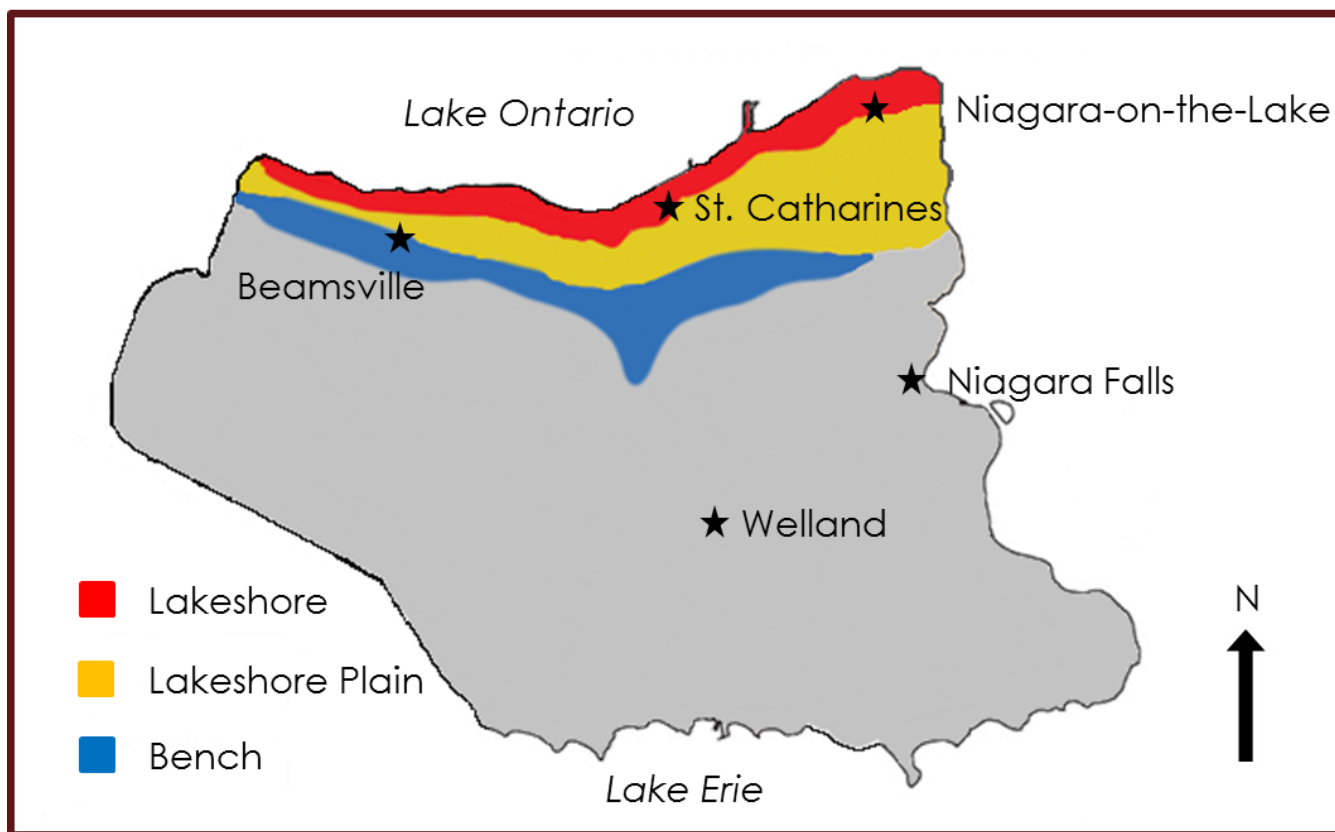 Lake Ontario
Niagara-on-the-Lake
St. Catharines
Beamsville
Niagara Falls
Welland
Lakeshore
Lakeshore Plain
Bench
N
Lake Erie